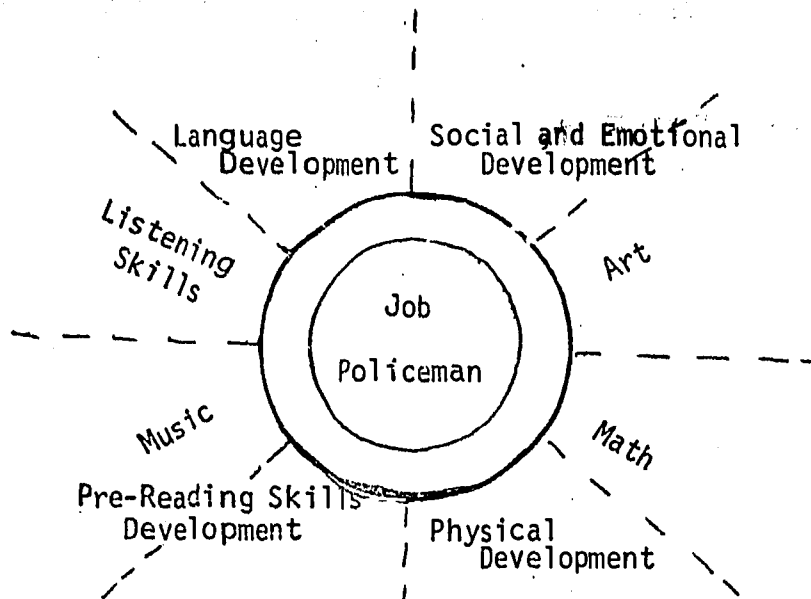 Language
Development
Social and Emotional
Development
Listening
Skills
Art
Job
Policeman
Music
Math
Pre-Reading Skills
Development
Physical
Development